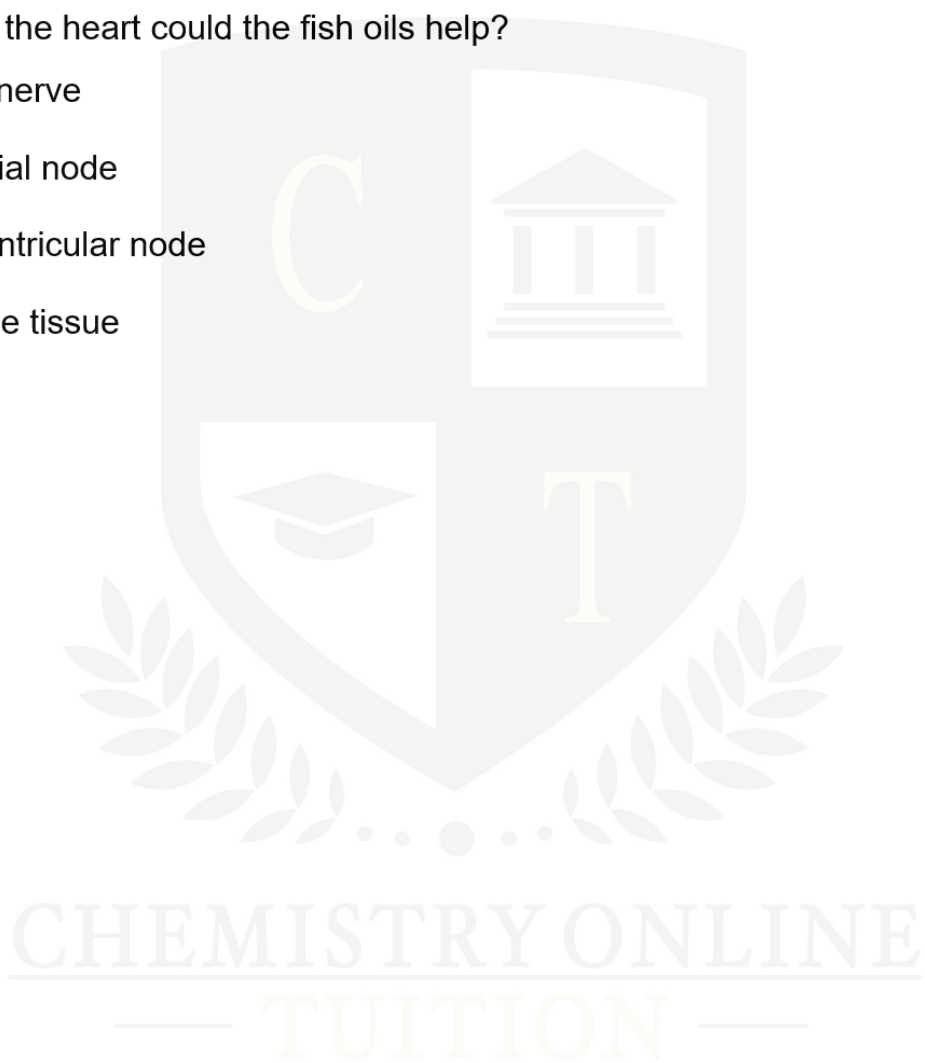 the heart could the fish oils help?
nerve
ial node
ntricular node
e tissue
C
T
CHEMISTRY ONLINE
TUITION